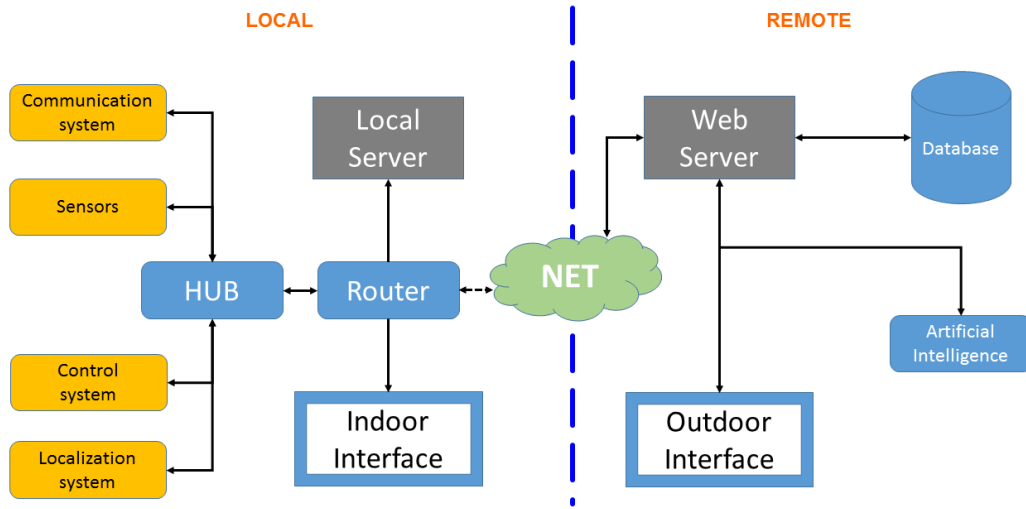 LOCAL
REMOTE
Communication
system
Sensors
Control
system
Localization
system
HUB
Local
Server
Router
Indoor
Interface
NET
Web
Server
Database
Artificial
Intelligence
Outdoor
Interface